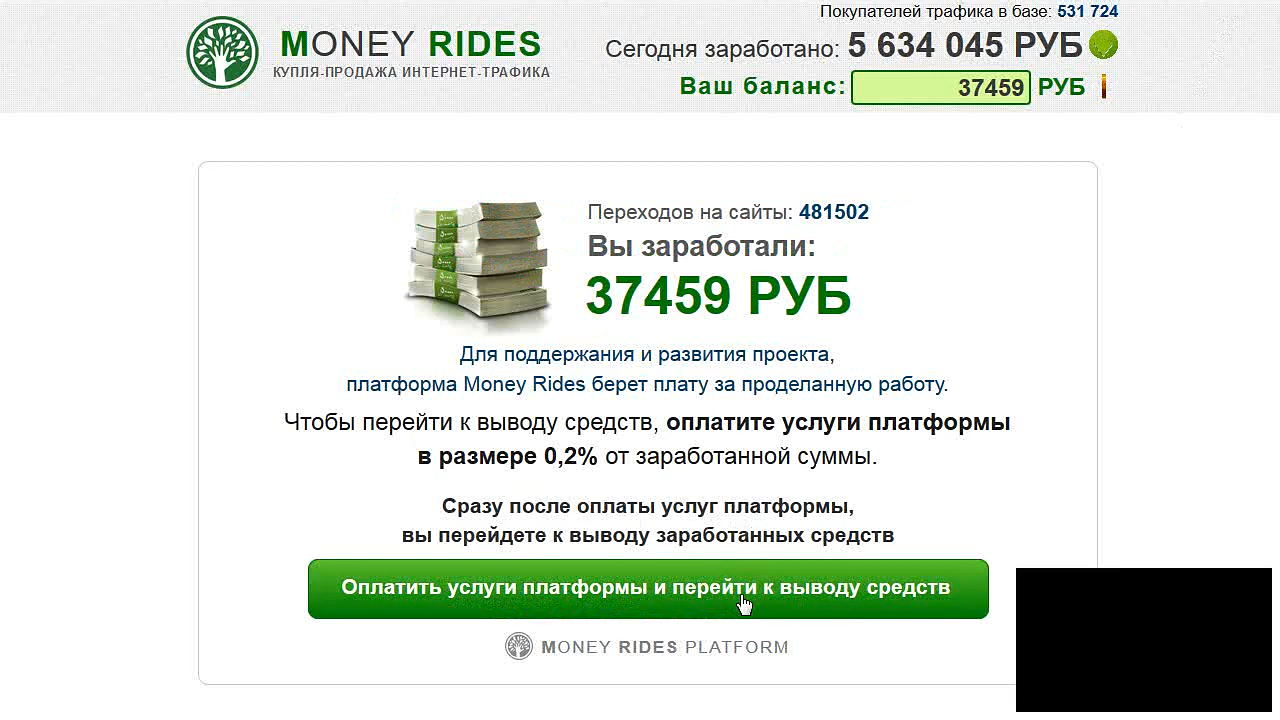 Покупателей трафика в базе: 531 724
MONEY RIDES
КУПЛЯ-ПРОДАЖА ИНТЕРНЕТ-ТРАФИКА
Сегодня заработано: 5 634 045 РУБ
Ваш баланс: 37459 РУБ
Переходов на сайты: 481502
Вы заработали:
37459 РУБ
Для поддержания и развития проекта,
платформа Money Rides берет плату за проделанную работу.
Чтобы перейти к выводу средств, оплатите услуги платформы
в размере 0,2% от заработанной суммы.
Сразу после оплаты услуг платформы,
вы перейдете к выводу заработанных средств
Оплатить услуги платформы и перейти к выводу средств
MONEY RIDES PLATFORM